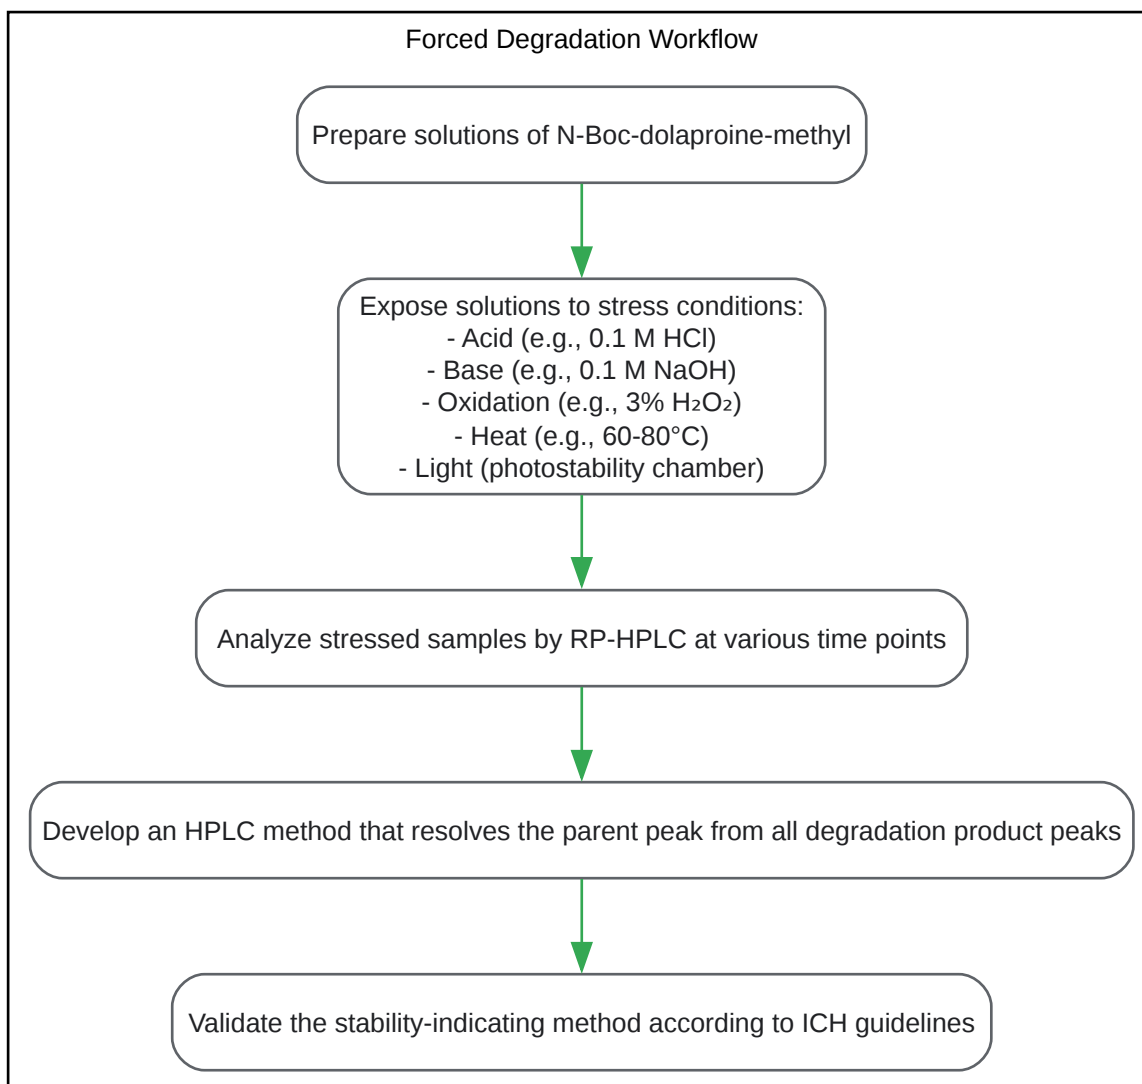 Forced Degradation Workflow
Prepare solutions of N-Boc-dolaproine-methyl
Expose solutions to stress conditions:
- Acid (e.g., 0.1 M HCl)
- Base (e.g., 0.1 M NaOH)
- Oxidation (e.g., 3% H₂O₂)
- Heat (e.g., 60-80°C)
- Light (photostability chamber)
Analyze stressed samples by RP-HPLC at various time points
Develop an HPLC method that resolves the parent peak from all degradation product peaks
Validate the stability-indicating method according to ICH guidelines